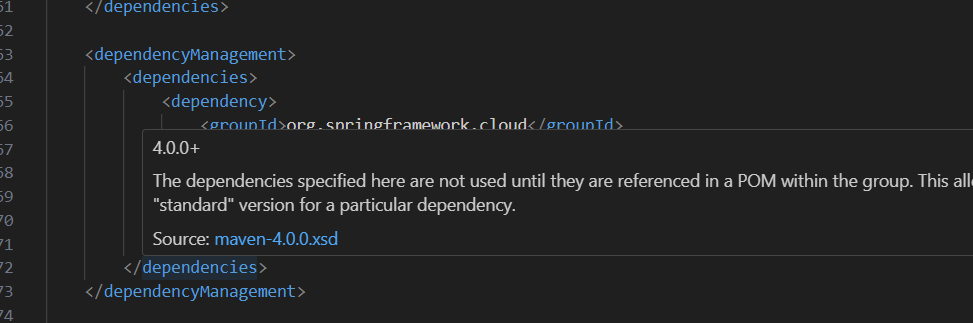 61 </dependencies>
62
63 <dependencyManagement>
64 <dependencies>
65 <dependency>
66 <groupId>org.springframework.cloud</groupId>
67
68
69
70
71
4.0.0+
The dependencies specified here are not used until they are referenced in a POM within the group. This
"standard" version for a particular dependency.
Source: maven-4.0.0.xsd
72 </dependencies>
73 </dependencyManagement>
74